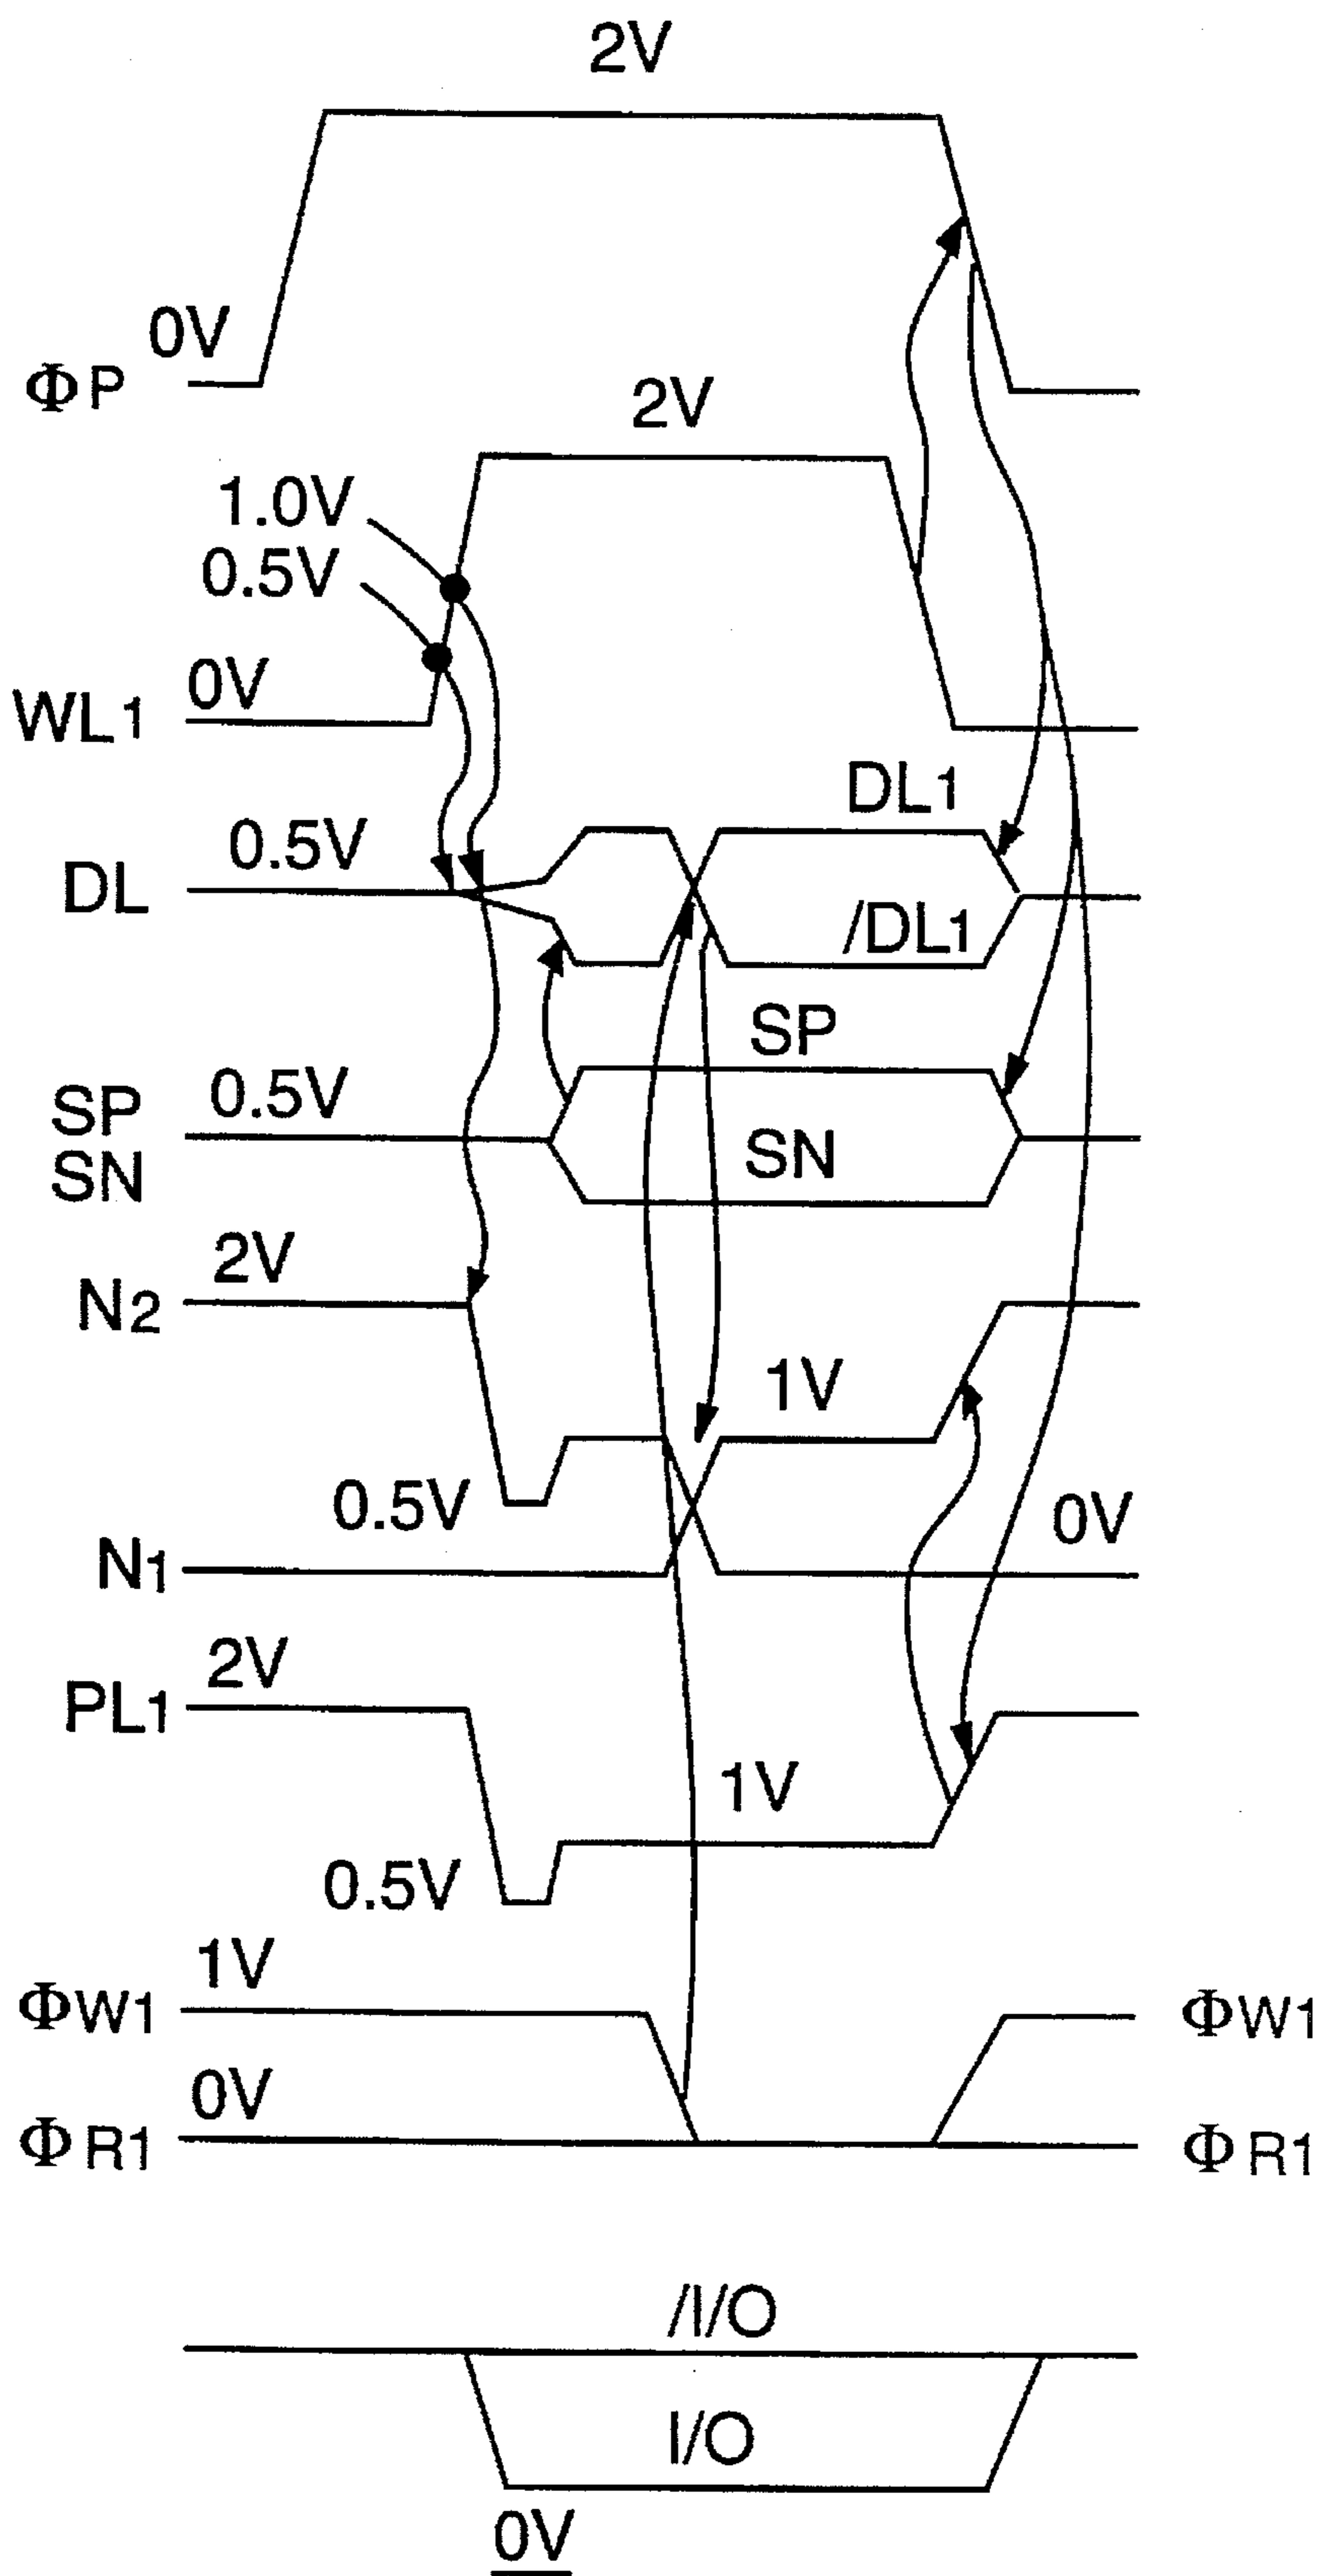 2V
0V
ΦP
2V
1.0V
0.5V
0V
WL1
DL1
0.5V
DL
/DL1
SP
0.5V
SP
SN
SN
2V
N2
1V
0.5V
0V
N1
2V
PL1
1V
0.5V
1V
ΦW1 ΦW1
0V
ΦR1 ΦR1
/I/O
I/O
0V